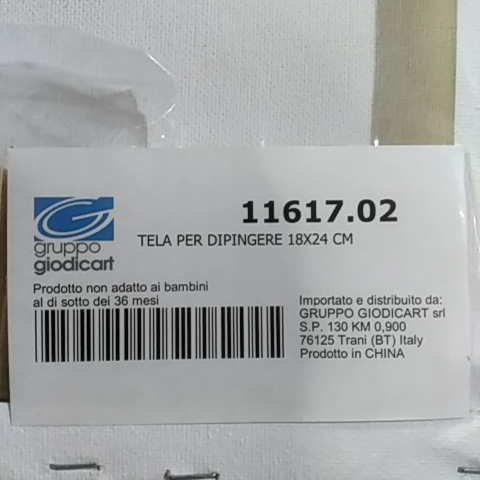 11617.02
gruppo
giodicart
TELA PER DIPINGERE 18X24 CM
Prodotto non adatto ai bambini
al di sotto dei 36 mesi
Importato e distribuito da:
GRUPPO GIODICART srl
S.P. 130 KM 0,900
76125 Trani (BT) Italy
Prodotto in CHINA